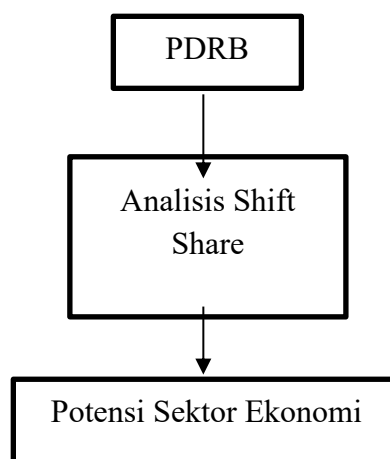 PDRB
Analisis Shift
Share
Potensi Sektor Ekonomi